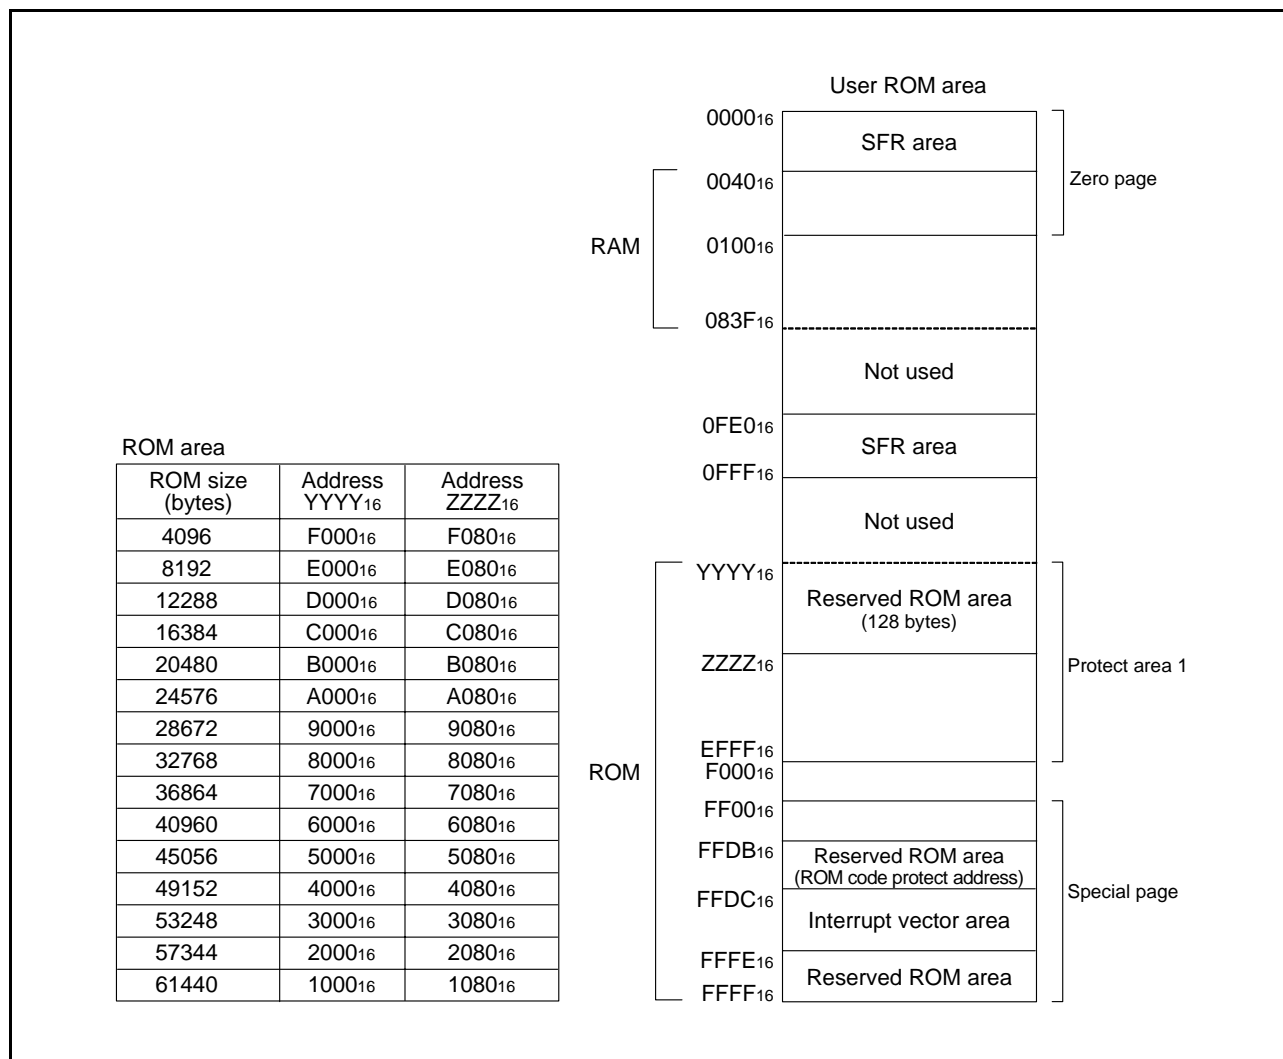 User ROM area
0000₁₆
SFR area
0040₁₆
Zero page
RAM
0100₁₆
083F₁₆
Not used
0FE0₁₆
SFR area
0FFF₁₆
Not used
YYYY₁₆
Reserved ROM area
(128 bytes)
ZZZZ₁₆
Protect area 1
EFFF₁₆
ROM
F000₁₆
FF00₁₆
FFDB₁₆
Reserved ROM area
(ROM code protect address)
FFDC₁₆
Special page
Interrupt vector area
FFFE₁₆
Reserved ROM area
FFFF₁₆
ROM area
ROM size (bytes) Address YYYY₁₆ Address ZZZZ₁₆
4096 F000₁₆ F080₁₆
8192 E000₁₆ E080₁₆
12288 D000₁₆ D080₁₆
16384 C000₁₆ C080₁₆
20480 B000₁₆ B080₁₆
24576 A000₁₆ A080₁₆
28672 9000₁₆ 9080₁₆
32768 8000₁₆ 8080₁₆
36864 7000₁₆ 7080₁₆
40960 6000₁₆ 6080₁₆
45056 5000₁₆ 5080₁₆
49152 4000₁₆ 4080₁₆
53248 3000₁₆ 3080₁₆
57344 2000₁₆ 2080₁₆
61440 1000₁₆ 1080₁₆